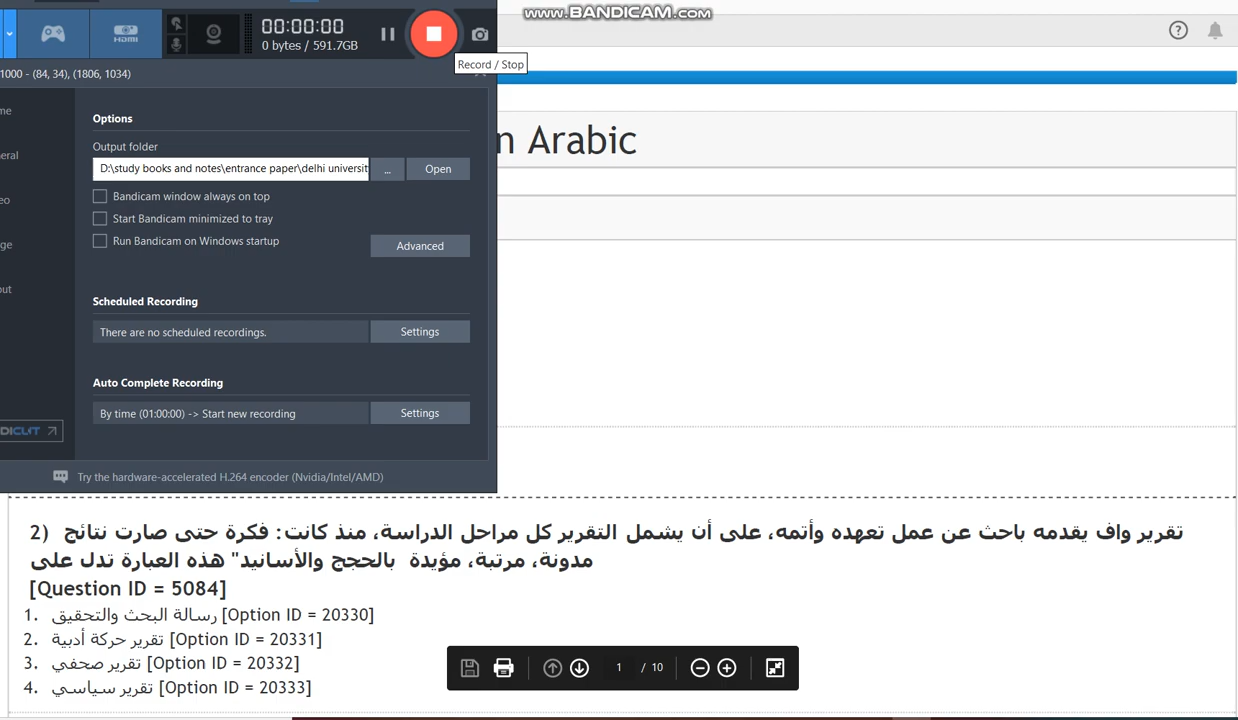 www.BANDICAM.com
HDMI
00:00:00
0 bytes / 591.7GB
Record / Stop
1000 - (84, 34), (1806, 1034)
n Arabic
me
eral
eo
ge
out
Options
Output folder
D:\study books and notes\entrance paper\delhi universit
...
Open
Bandicam window always on top
Start Bandicam minimized to tray
Run Bandicam on Windows startup
Advanced
Scheduled Recording
There are no scheduled recordings.
Settings
Auto Complete Recording
By time (01:00:00) -> Start new recording
Settings
DICUT
Try the hardware-accelerated H.264 encoder (Nvidia/Intel/AMD)
2) تقرير واف يقدمه باحث عن عمل تعهده وأتمه، على أن يشمل التقرير كل مراحل الدراسة، منذ كانت: فكرة حتى صارت نتائج
مدونة، مرتبة، مؤيدة بالحجج والأسانيد" هذه العبارة تدل على
[Question ID = 5084]
1. رسالة البحث والتحقيق [Option ID = 20330]
2. تقرير حركة أدبية [Option ID = 20331]
3. تقرير صحفي [Option ID = 20332]
4. تقرير سياسي [Option ID = 20333]
1 / 10